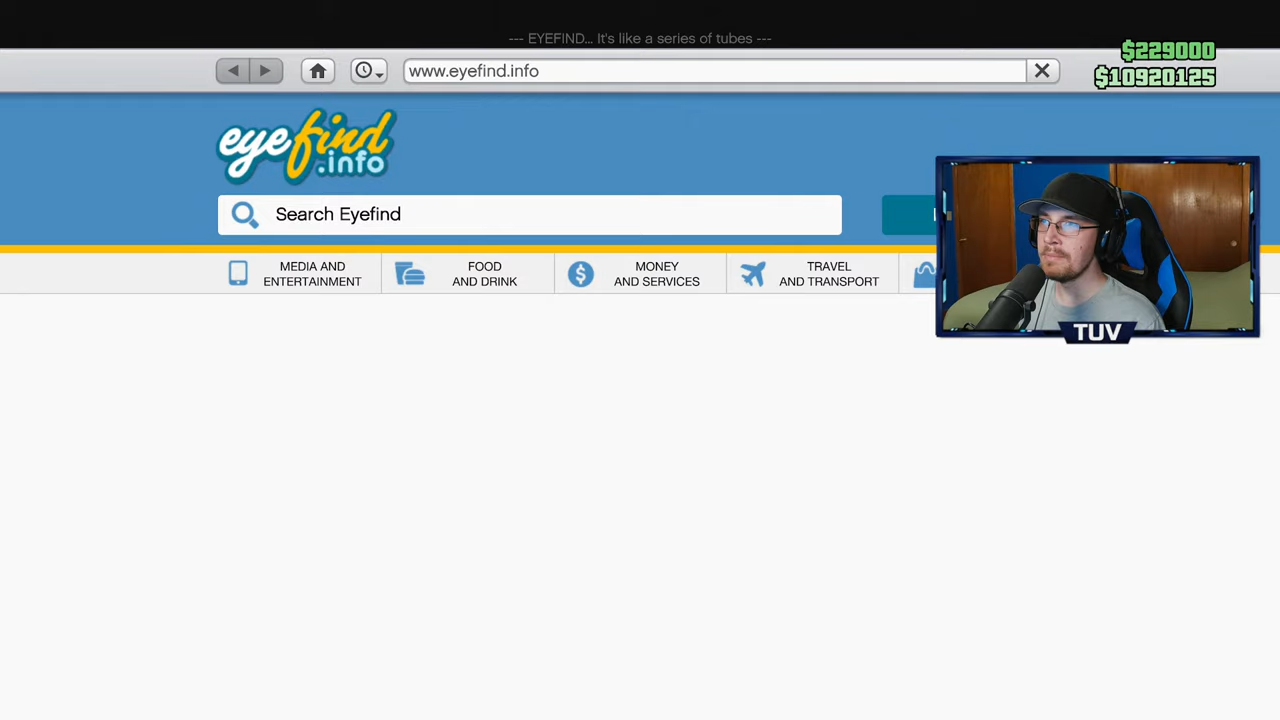 --- EYEFIND... It's like a series of tubes ---
$229000
www.eyefind.info
$10920125
eyefind
.info
Search Eyefind
MEDIA AND
ENTERTAINMENT
FOOD
AND DRINK
MONEY
AND SERVICES
TRAVEL
AND TRANSPORT
TUV